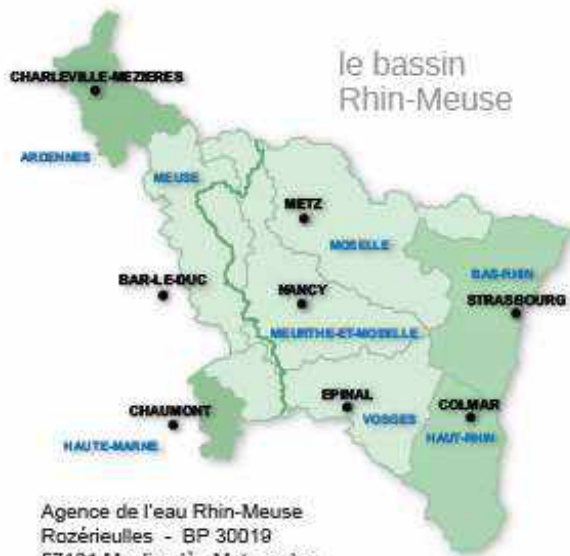 le bassin
Rhin-Meuse
CHARLEVILLE-MEZIERES
ARDENNES
MEUSE
METZ
MOSELLE
BAS-RHIN
BAR-LE-DUC
NANCY
STRASBOURG
MEURTHE-ET-MOSELLE
EPINAL
CHAUMONT
VOSGES
COLMAR
HAUTE-MARNE
HAUT-RHIN
Agence de l'eau Rhin-Meuse
Rozérieulles - BP 30019